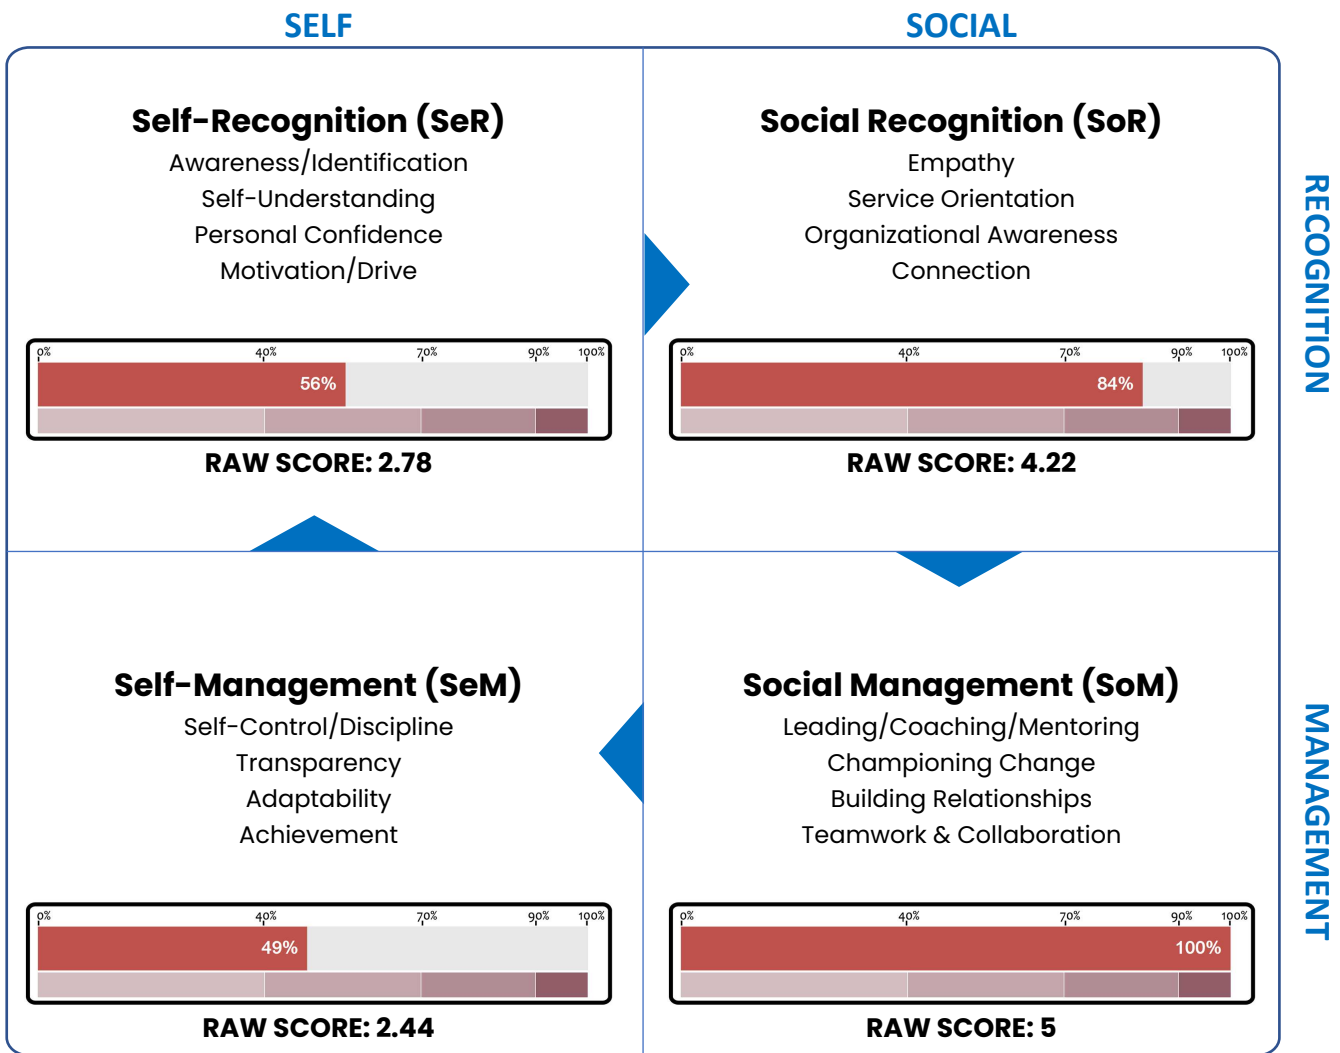 SELF
SOCIAL
Self-Recognition (SeR)
Awareness/Identification
Self-Understanding
Personal Confidence
Motivation/Drive
0% 40% 70% 90% 100%
56%
RAW SCORE: 2.78
Social Recognition (SoR)
Empathy
Service Orientation
Organizational Awareness
Connection
0% 40% 70% 90% 100%
84%
RAW SCORE: 4.22
RECOGNITION
Self-Management (SeM)
Self-Control/Discipline
Transparency
Adaptability
Achievement
0% 40% 70% 90% 100%
49%
RAW SCORE: 2.44
Social Management (SoM)
Leading/Coaching/Mentoring
Championing Change
Building Relationships
Teamwork & Collaboration
0% 40% 70% 90% 100%
100%
RAW SCORE: 5
MANAGEMENT